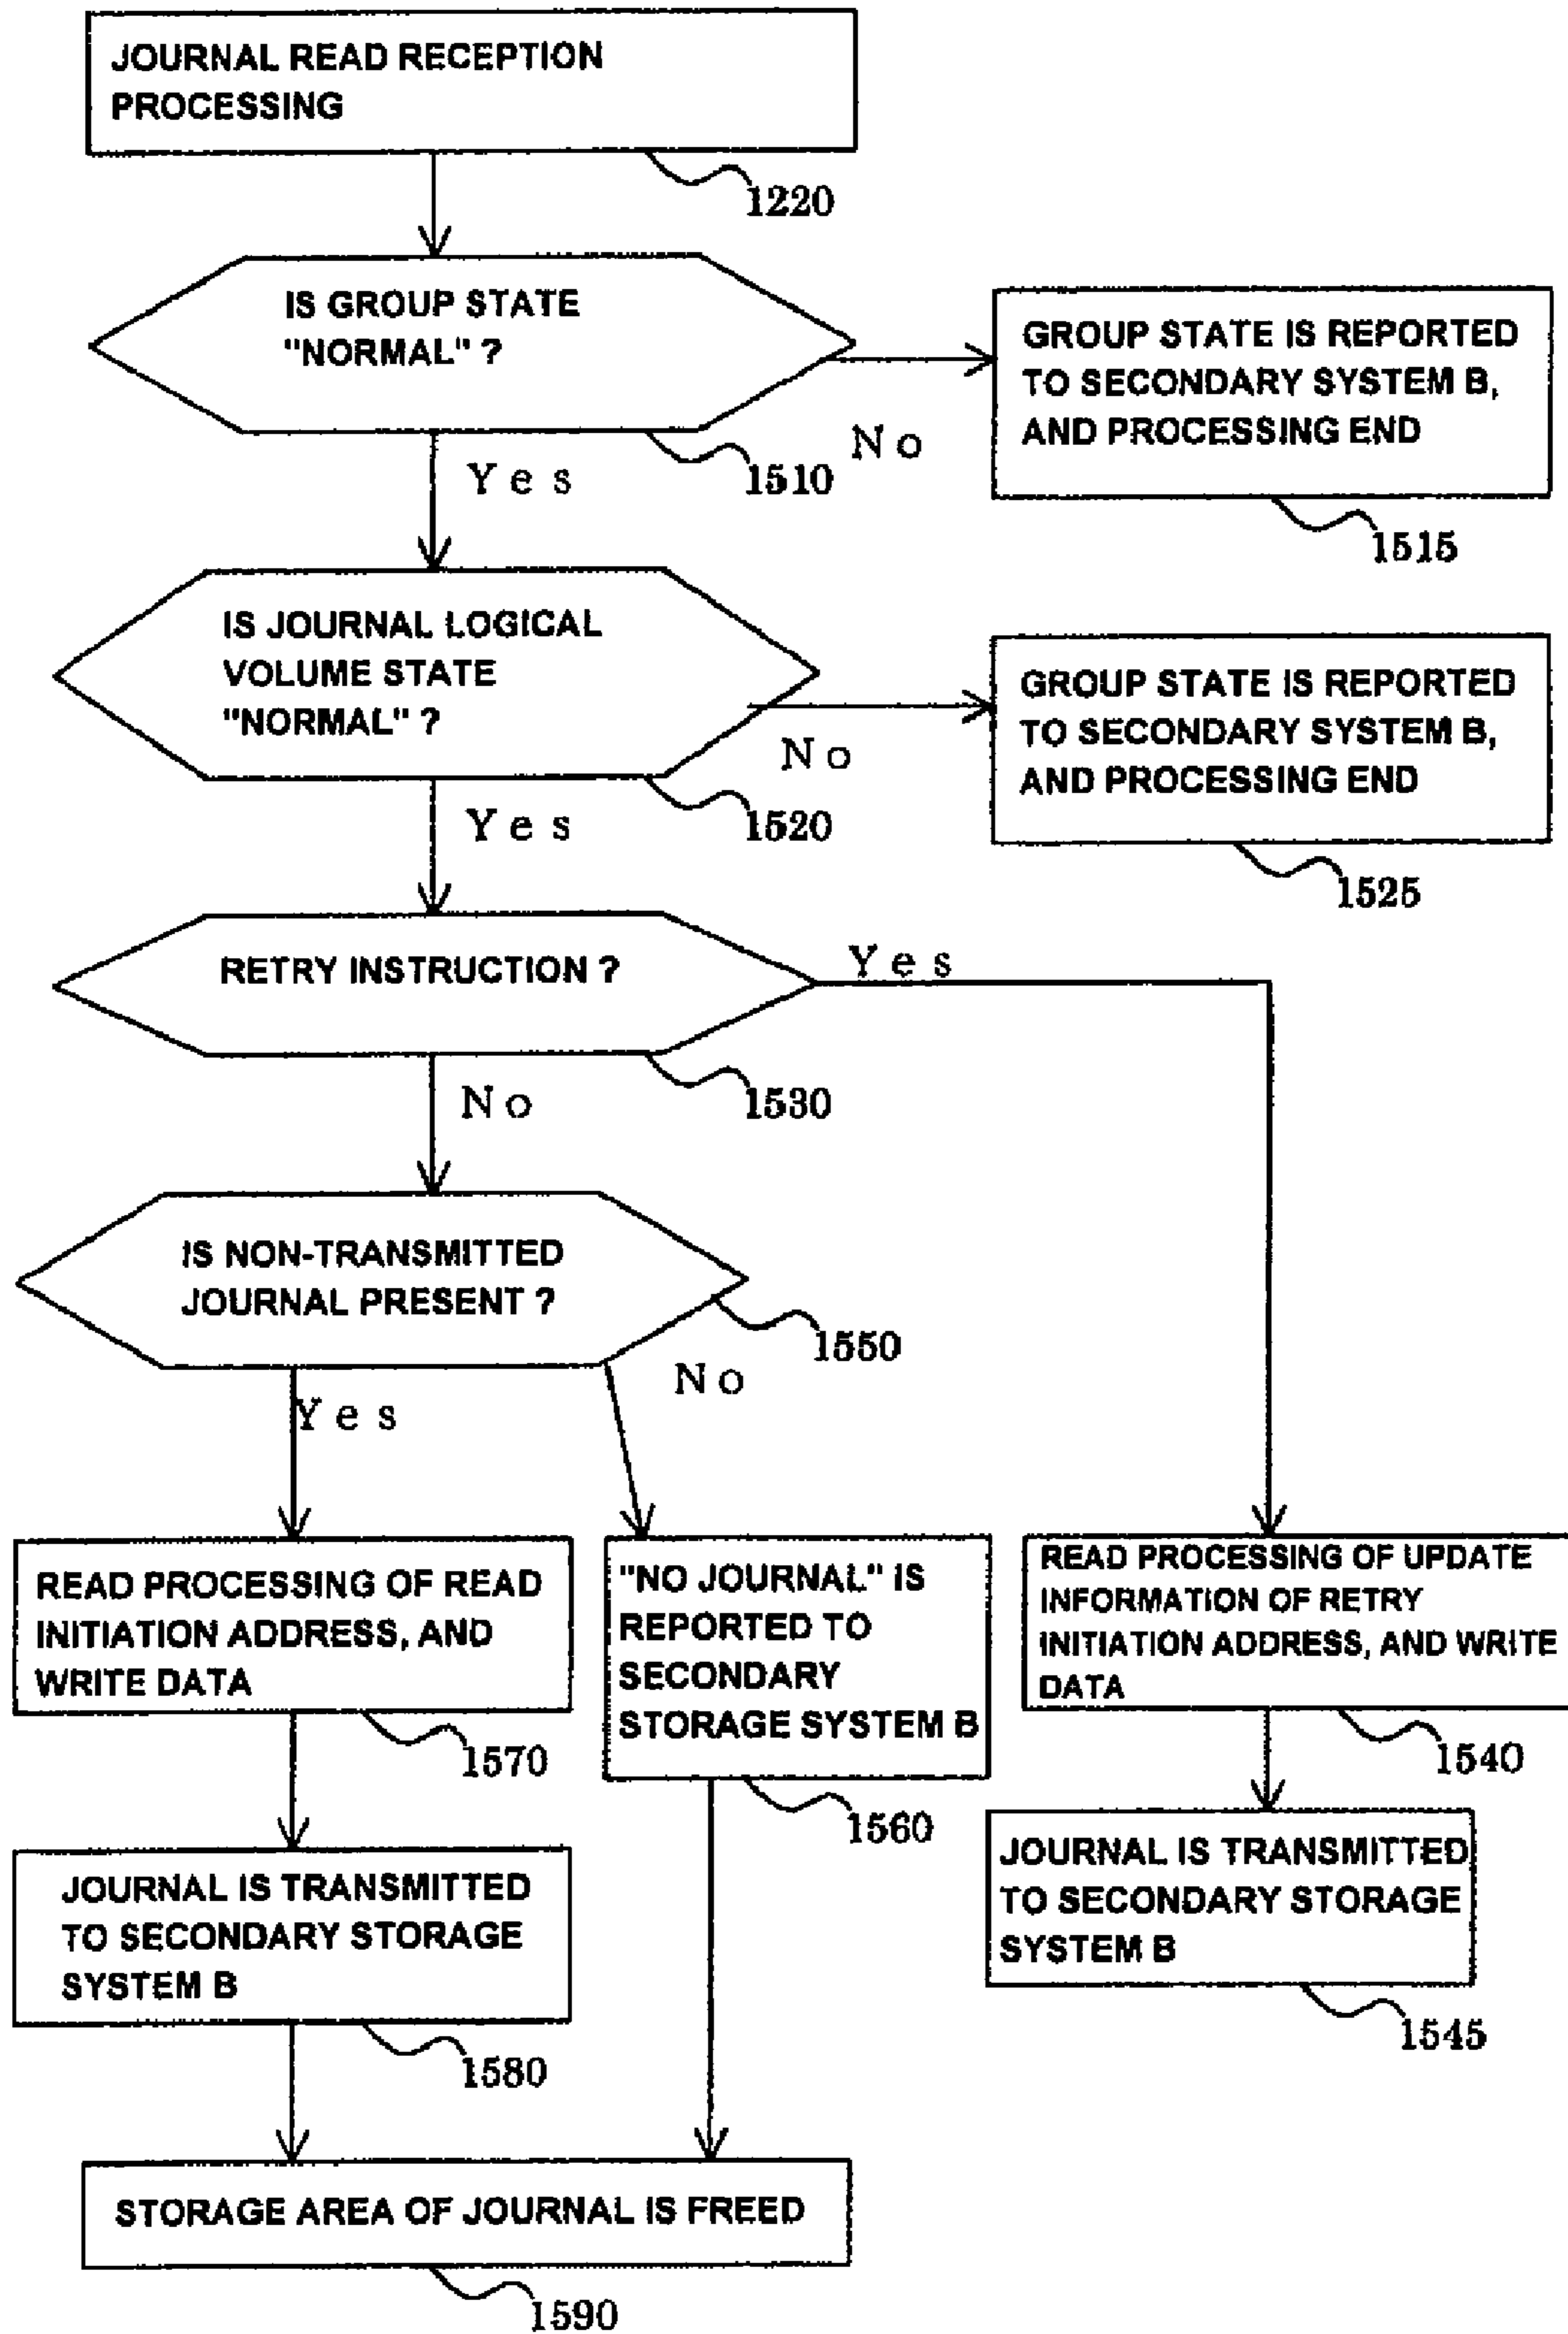 JOURNAL READ RECEPTION
PROCESSING
1220
IS GROUP STATE
"NORMAL" ?
1510
No
Yes
GROUP STATE IS REPORTED
TO SECONDARY SYSTEM B,
AND PROCESSING END
1515
IS JOURNAL LOGICAL
VOLUME STATE
"NORMAL" ?
No
1520
Yes
GROUP STATE IS REPORTED
TO SECONDARY SYSTEM B,
AND PROCESSING END
1525
RETRY INSTRUCTION ?
Yes
1530
No
IS NON-TRANSMITTED
JOURNAL PRESENT ?
1550
No
Yes
READ PROCESSING OF READ
INITIATION ADDRESS, AND
WRITE DATA
1570
"NO JOURNAL" IS
REPORTED TO
SECONDARY
STORAGE SYSTEM B
1560
READ PROCESSING OF UPDATE
INFORMATION OF RETRY
INITIATION ADDRESS, AND WRITE
DATA
1540
JOURNAL IS TRANSMITTED
TO SECONDARY STORAGE
SYSTEM B
1580
JOURNAL IS TRANSMITTED
TO SECONDARY STORAGE
SYSTEM B
1545
STORAGE AREA OF JOURNAL IS FREED
1590